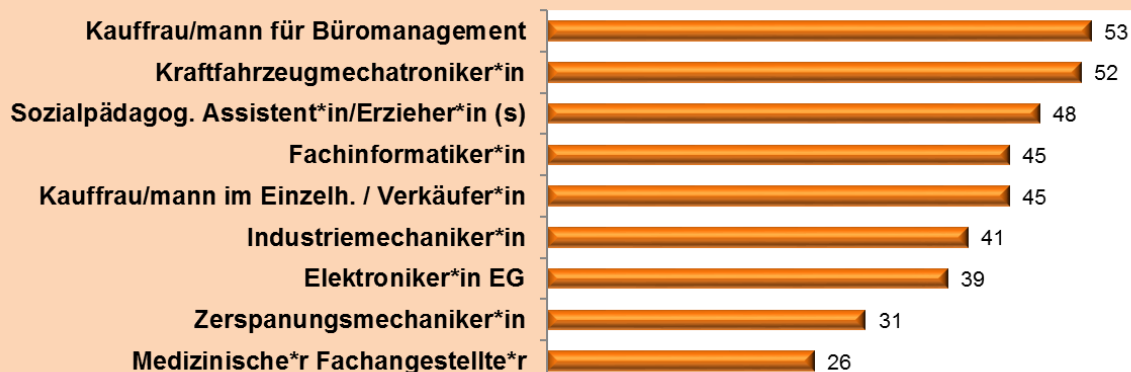 Kauffrau/mann für Büromanagement 53
Kraftfahrzeugmechatroniker*in 52
Sozialpädagog. Assistent*in/Erzieher*in (s) 48
Fachinformatiker*in 45
Kauffrau/mann im Einzelh. / Verkäufer*in 45
Industriemechaniker*in 41
Elektroniker*in EG 39
Zerspanungsmechaniker*in 31
Medizinische*r Fachangestellte*r 26